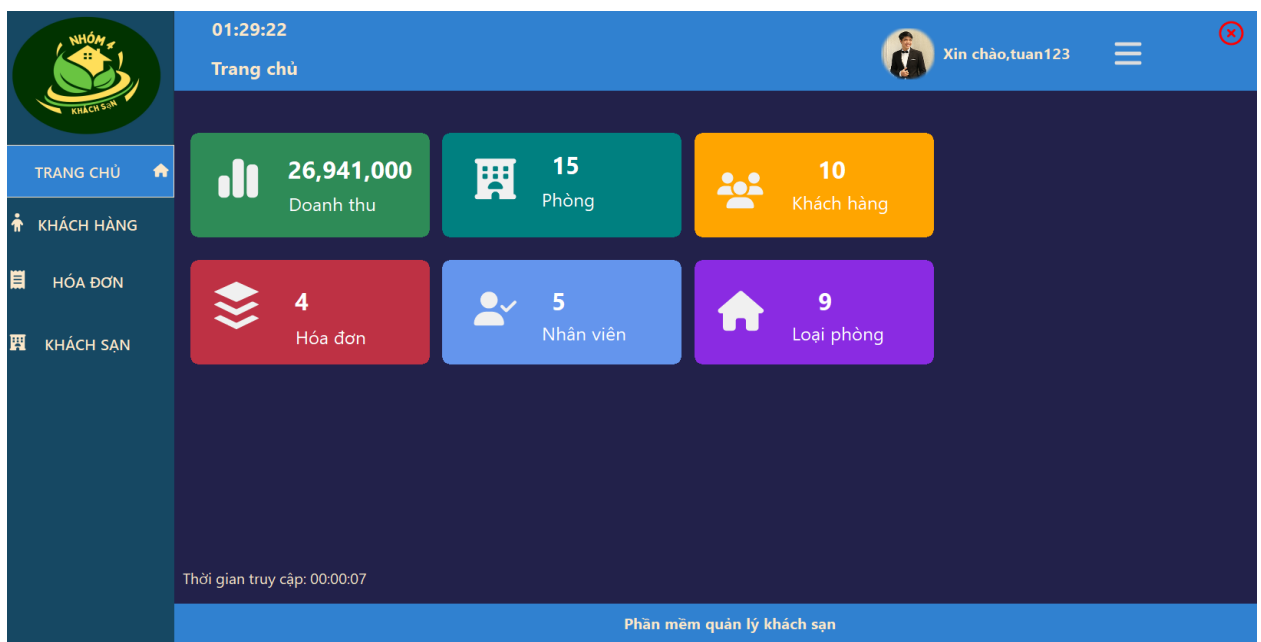 NHÓM 4
KHÁCH SẠN
01:29:22
Trang chủ
Xin chào,tuan123
TRANG CHỦ
KHÁCH HÀNG
HÓA ĐƠN
KHÁCH SẠN
26,941,000
Doanh thu
15
Phòng
10
Khách hàng
4
Hóa đơn
5
Nhân viên
9
Loại phòng
Thời gian truy cập: 00:00:07
Phần mềm quản lý khách sạn